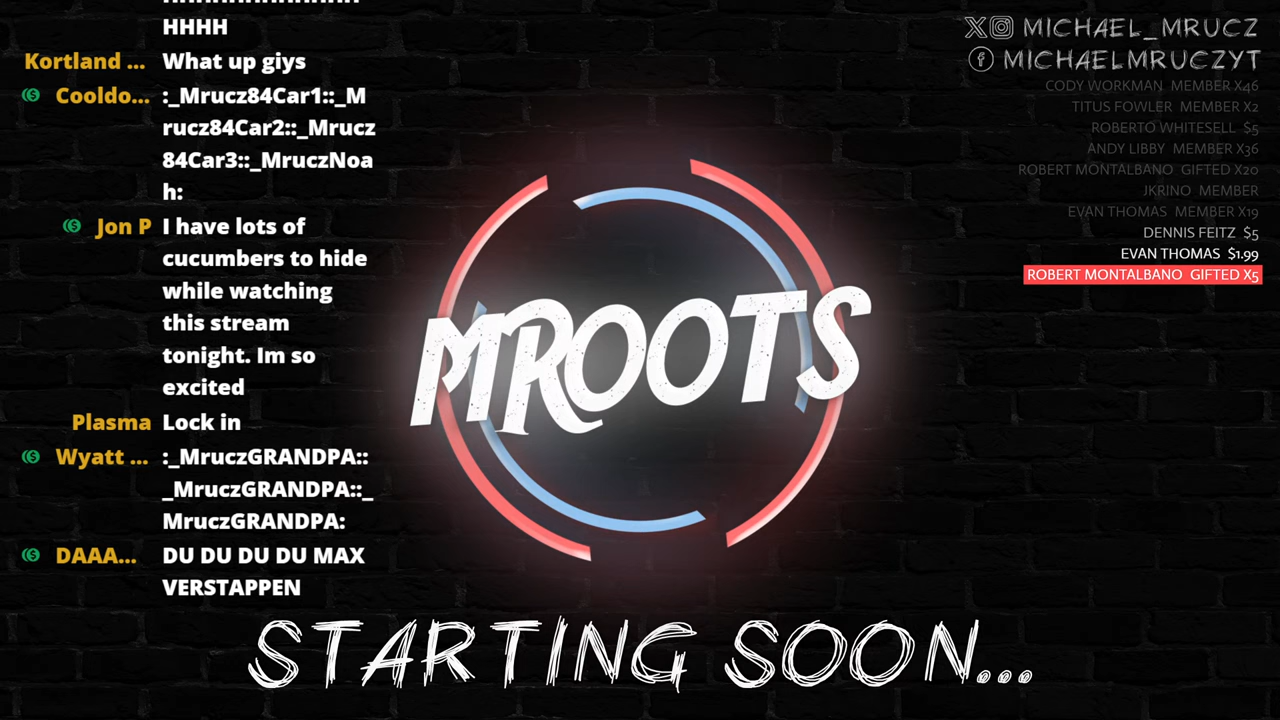 HHHHHHHHHHHHH
HHHH
Kortland ... What up giys
Cooldo... :_Mrucz84Car1::_M
rucz84Car2::_Mrucz
84Car3::_MruczNoa
h:
Jon P I have lots of
cucumbers to hide
while watching
this stream
tonight. Im so
excited
Plasma Lock in
Wyatt ... :_MruczGRANDPA::
_MruczGRANDPA::_
MruczGRANDPA:
DAAA... DU DU DU DU MAX
VERSTAPPEN
MROOTS
STARTING SOON...
MICHAEL_MRUCZ
MICHAELMRUCZYT
CODY WORKMAN MEMBER X46
TITUS FOWLER MEMBER X2
ROBERTO WHITESELL $5
ANDY LIBBY MEMBER X36
ROBERT MONTALBANO GIFTED X20
JKRINO MEMBER
EVAN THOMAS MEMBER X19
DENNIS FEITZ $5
EVAN THOMAS $1.99
ROBERT MONTALBANO GIFTED X5